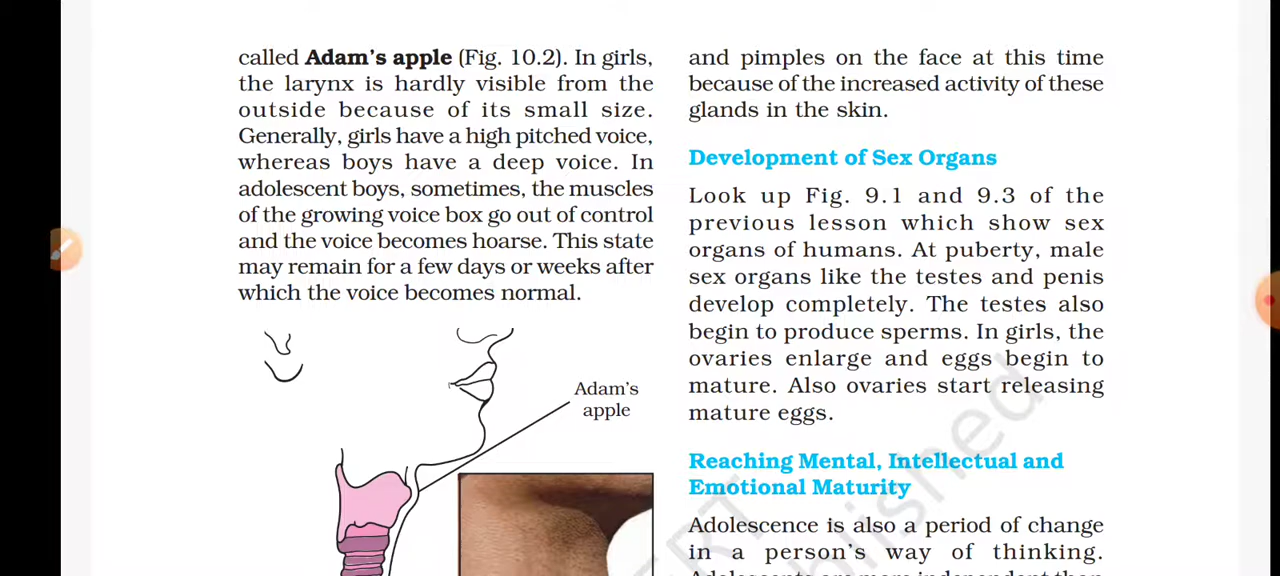 called Adam's apple (Fig. 10.2). In girls,
the larynx is hardly visible from the
outside because of its small size.
Generally, girls have a high pitched voice,
whereas boys have a deep voice. In
adolescent boys, sometimes, the muscles
of the growing voice box go out of control
and the voice becomes hoarse. This state
may remain for a few days or weeks after
which the voice becomes normal.
Adam's
apple
and pimples on the face at this time
because of the increased activity of these
glands in the skin.
Development of Sex Organs
Look up Fig. 9.1 and 9.3 of the
previous lesson which show sex
organs of humans. At puberty, male
sex organs like the testes and penis
develop completely. The testes also
begin to produce sperms. In girls, the
ovaries enlarge and eggs begin to
mature. Also ovaries start releasing
mature eggs.
Reaching Mental, Intellectual and
Emotional Maturity
Adolescence is also a period of change
in a person's way of thinking.